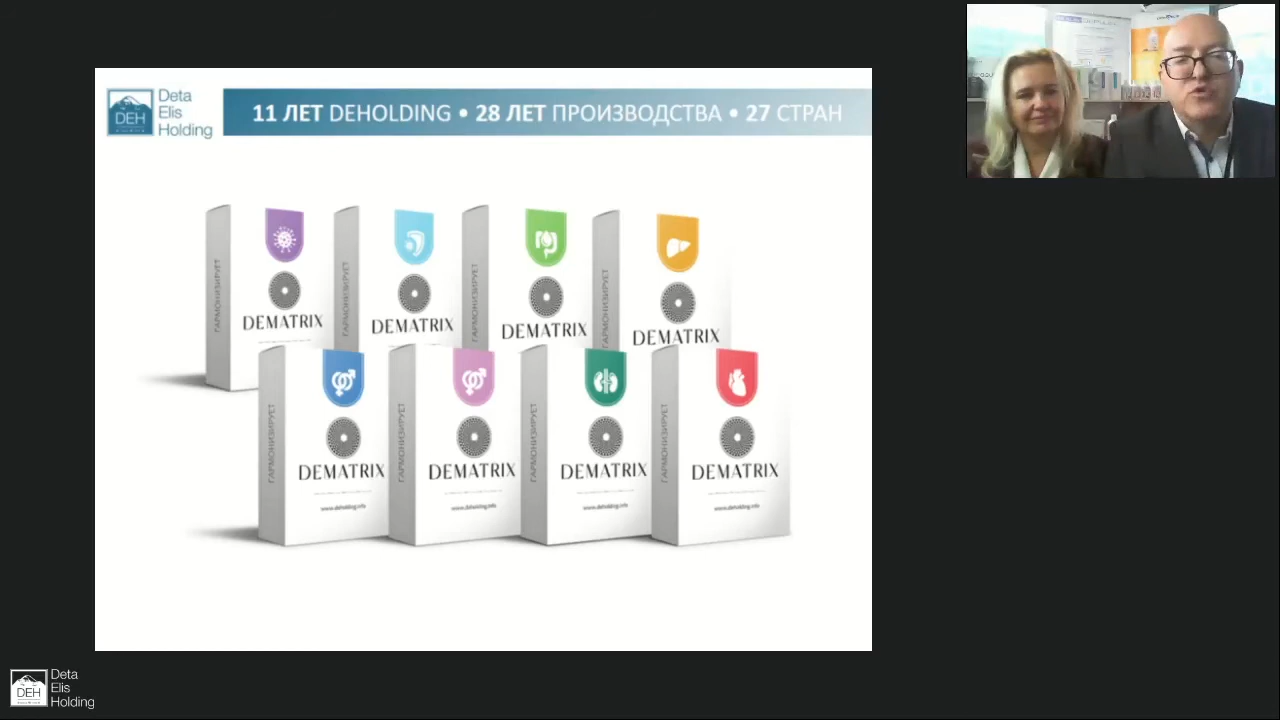 Deta
Elis
Holding
DEH
11 ЛЕТ DEHOLDING • 28 ЛЕТ ПРОИЗВОДСТВА • 27 СТРАН
ГАРМОНИЗИРУЕТ
DEMATRIX
ГАРМОНИЗИРУЕТ
DEMATRIX
ГАРМОНИЗИРУЕТ
DEMATRIX
ГАРМОНИЗИРУЕТ
DEMATRIX
ГАРМОНИЗИРУЕТ
DEMATRIX
www.deholding.info
ГАРМОНИЗИРУЕТ
DEMATRIX
www.deholding.info
ГАРМОНИЗИРУЕТ
DEMATRIX
www.deholding.info
ГАРМОНИЗИРУЕТ
DEMATRIX
www.deholding.info
DEH
Deta
Elis
Holding